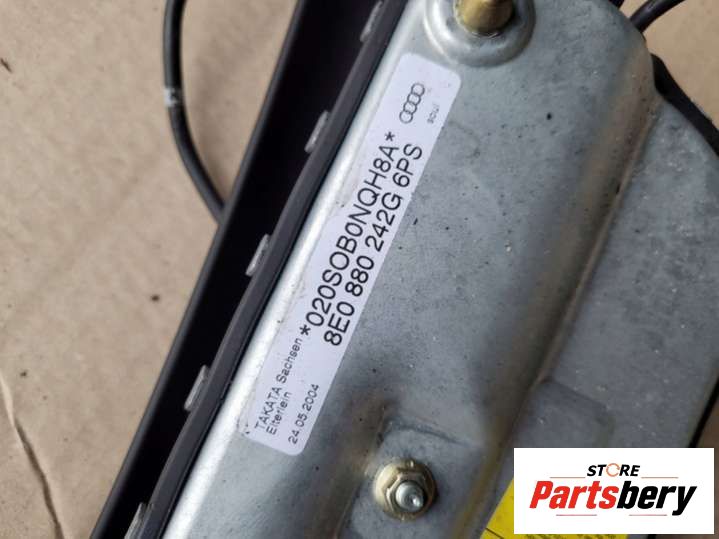 TAKATA Sachsen
Elterlein
24.05.2004
*020SOB0NQH8A*
8E0 880 242G 6PS
STORE
Partsbery